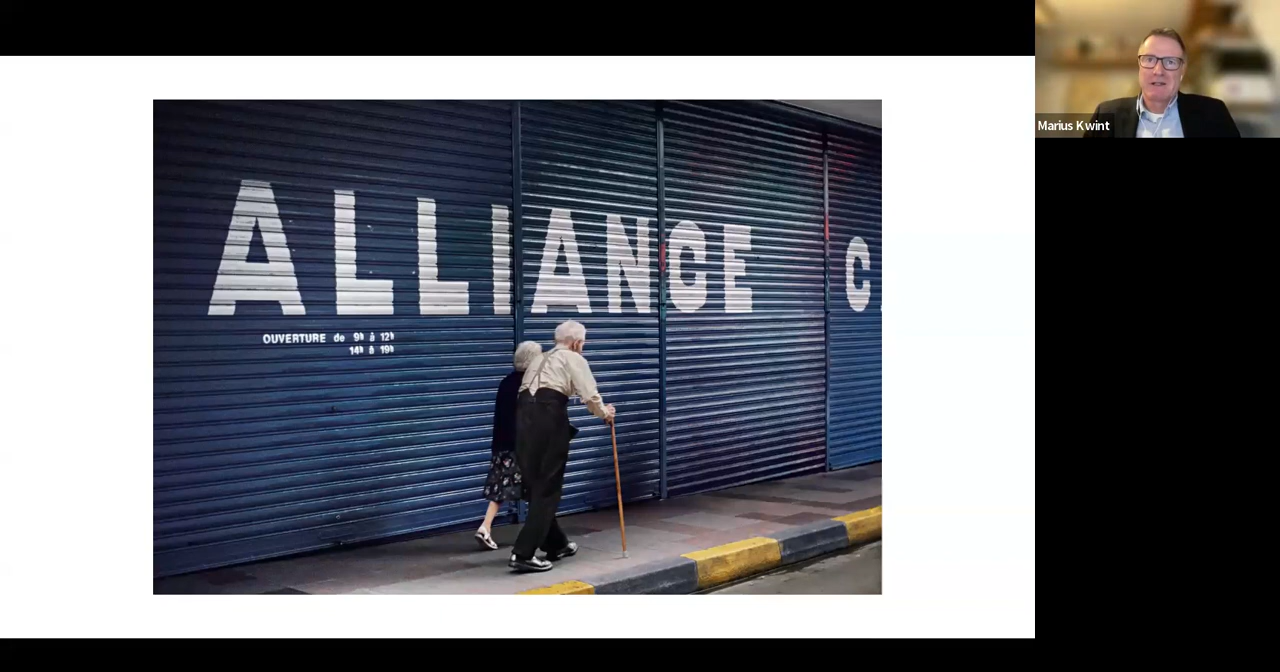 ALLIANCE C
OUVERTURE de 9h à 12h
14h à 19h
Marius Kwint